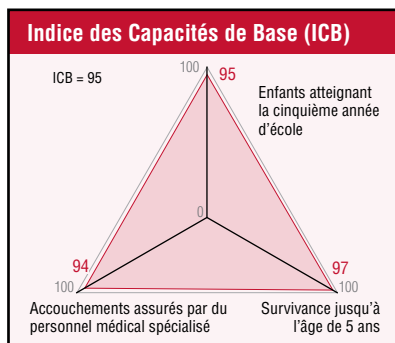 Indice des Capacités de Base (ICB)
ICB = 95
100
95
Enfants atteignant
la cinquième année
d'école
0
94
97
100
100
Accouchements assurés par du
personnel médical spécialisé
Survivance jusqu'à
l'âge de 5 ans